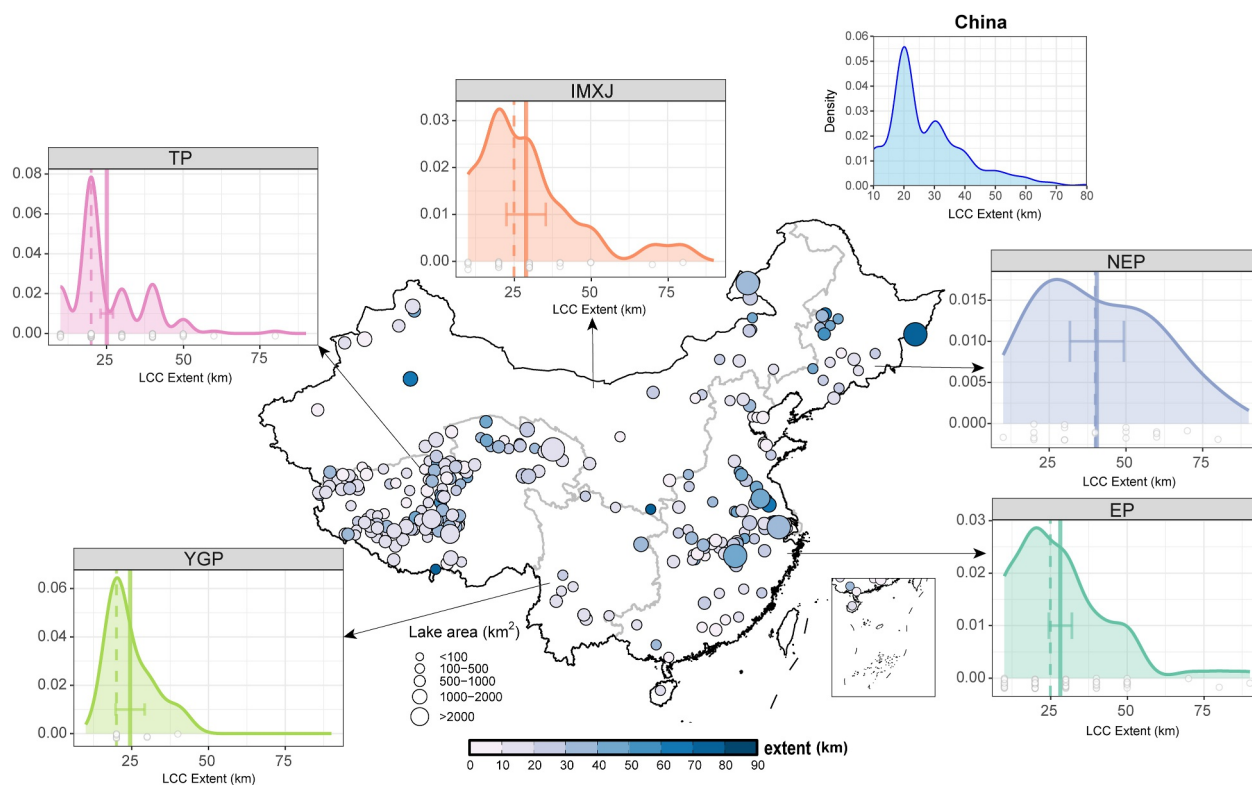 China
0.06
0.05
0.04
0.03
0.02
0.01
0.00
Density
10 20 30 40 50 60 70 80
LCC Extent (km)
IMXJ
0.03
0.02
0.01
0.00
25 50 75
LCC Extent (km)
TP
0.08
0.06
0.04
0.02
0.00
25 50 75
LCC Extent (km)
NEP
0.015
0.010
0.005
0.000
25 50 75
LCC Extent (km)
EP
0.03
0.02
0.01
0.00
25 50 75
LCC Extent (km)
YGP
0.06
0.04
0.02
0.00
25 50 75
LCC Extent (km)
Lake area (km²)
<100
100−500
500−1000
1000−2000
>2000
extent (km)
0 10 20 30 40 50 60 70 80 90